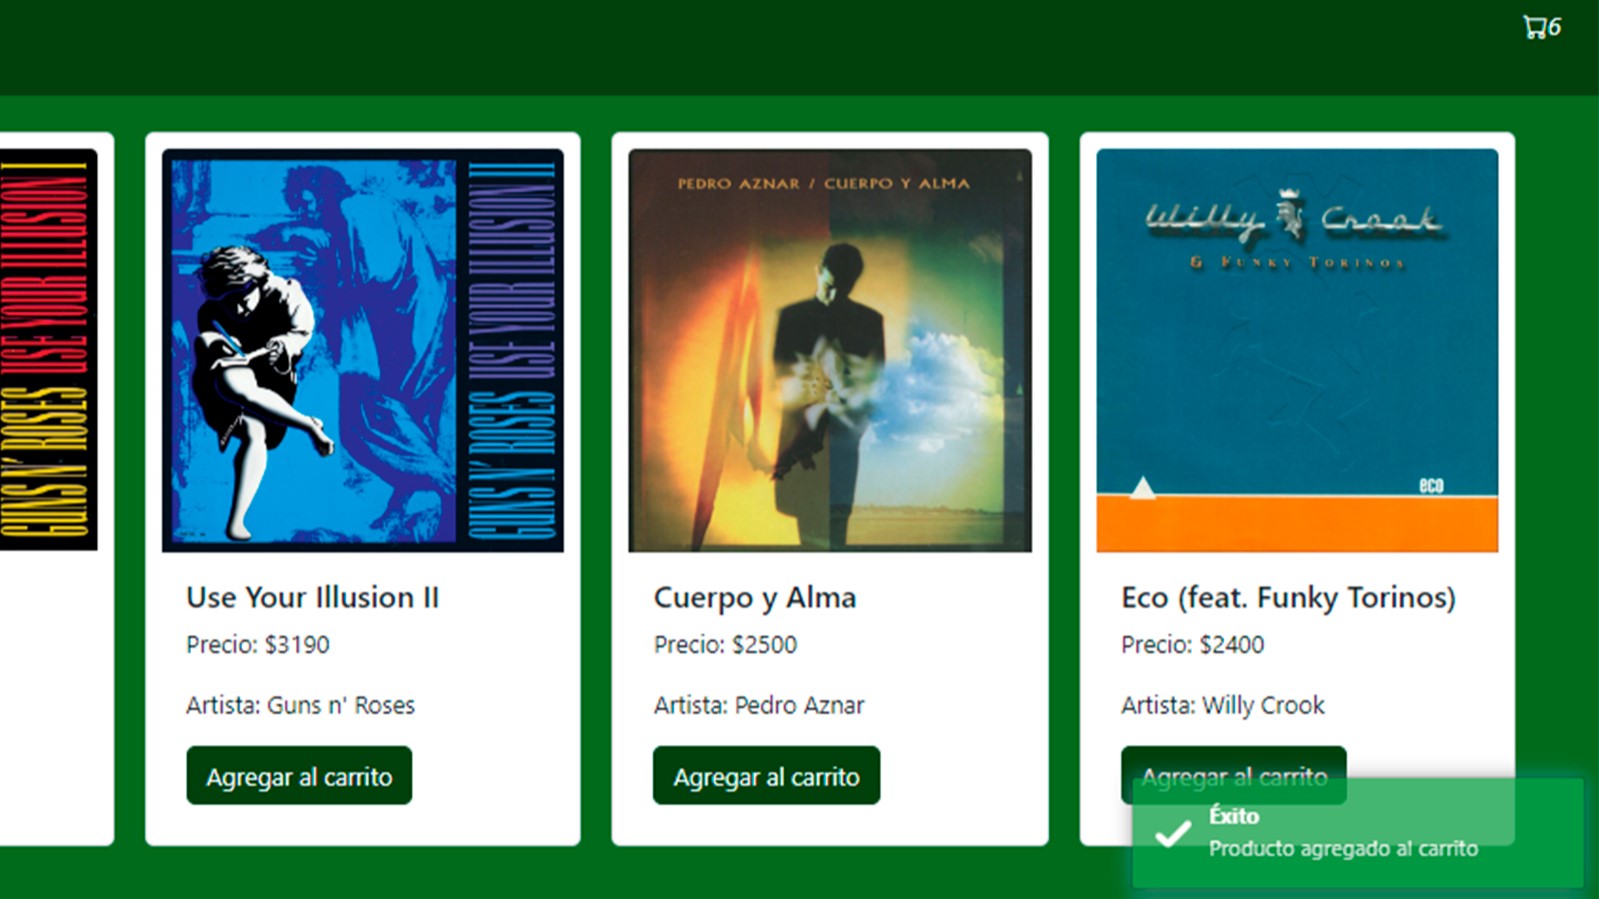 6
GUNS N' ROSES USE YOUR ILLUSION I
GUNS N' ROSES USE YOUR ILLUSION II
PEDRO AZNAR / CUERPO Y ALMA
Willy Crook
& FUNKY TORINOS
eco
Use Your Illusion II
Precio: $3190
Artista: Guns n' Roses
Agregar al carrito
Cuerpo y Alma
Precio: $2500
Artista: Pedro Aznar
Agregar al carrito
Eco (feat. Funky Torinos)
Precio: $2400
Artista: Willy Crook
Agregar al carrito
Éxito
Producto agregado al carrito